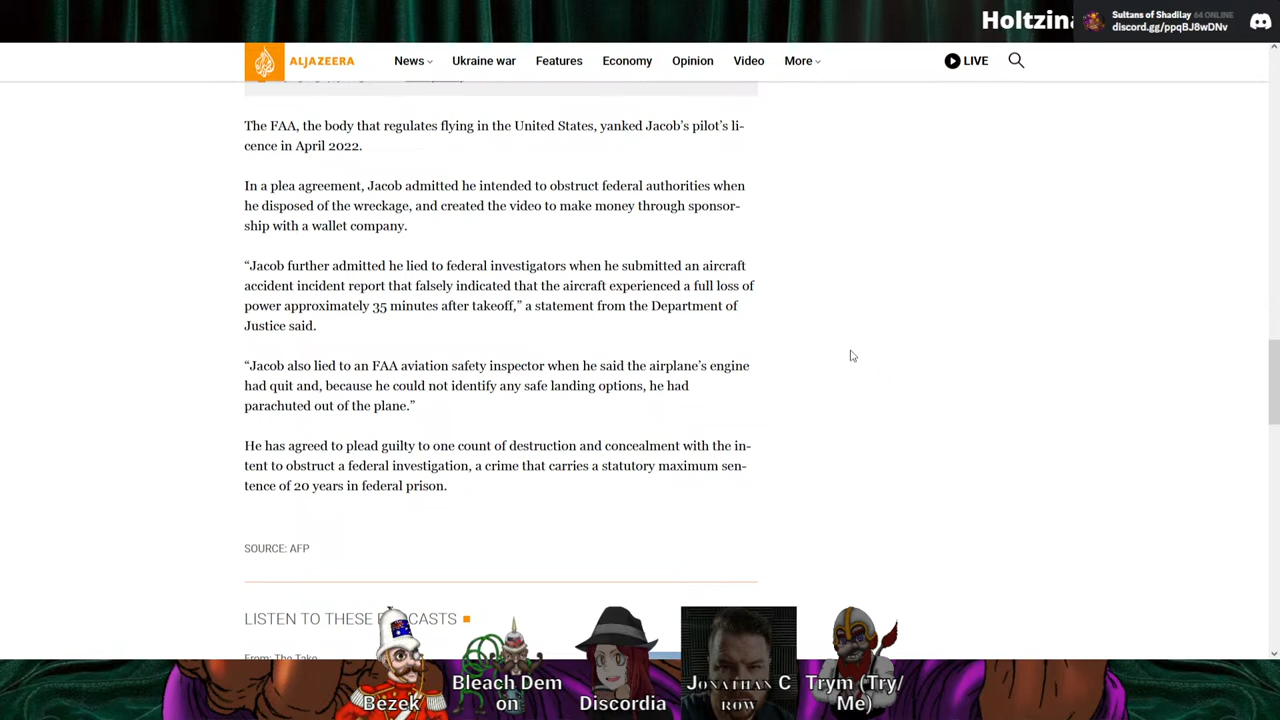 Holtzina
Sultans of Shadilay 64 ONLINE
discord.gg/ppqBJ8wDNv
ALJAZEERA
News
Ukraine war
Features
Economy
Opinion
Video
More
LIVE
The FAA, the body that regulates flying in the United States, yanked Jacob’s pilot’s li-
cence in April 2022.
In a plea agreement, Jacob admitted he intended to obstruct federal authorities when
he disposed of the wreckage, and created the video to make money through sponsor-
ship with a wallet company.
“Jacob further admitted he lied to federal investigators when he submitted an aircraft
accident incident report that falsely indicated that the aircraft experienced a full loss of
power approximately 35 minutes after takeoff,” a statement from the Department of
Justice said.
“Jacob also lied to an FAA aviation safety inspector when he said the airplane’s engine
had quit and, because he could not identify any safe landing options, he had
parachuted out of the plane.”
He has agreed to plead guilty to one count of destruction and concealment with the in-
tent to obstruct a federal investigation, a crime that carries a statutory maximum sen-
tence of 20 years in federal prison.
SOURCE: AFP
LISTEN TO THESE PODCASTS
From: The Take
Bezek
Bleach Dem
on
Discordia
JONATHAN C
ROW
Trym (Try/
Me)